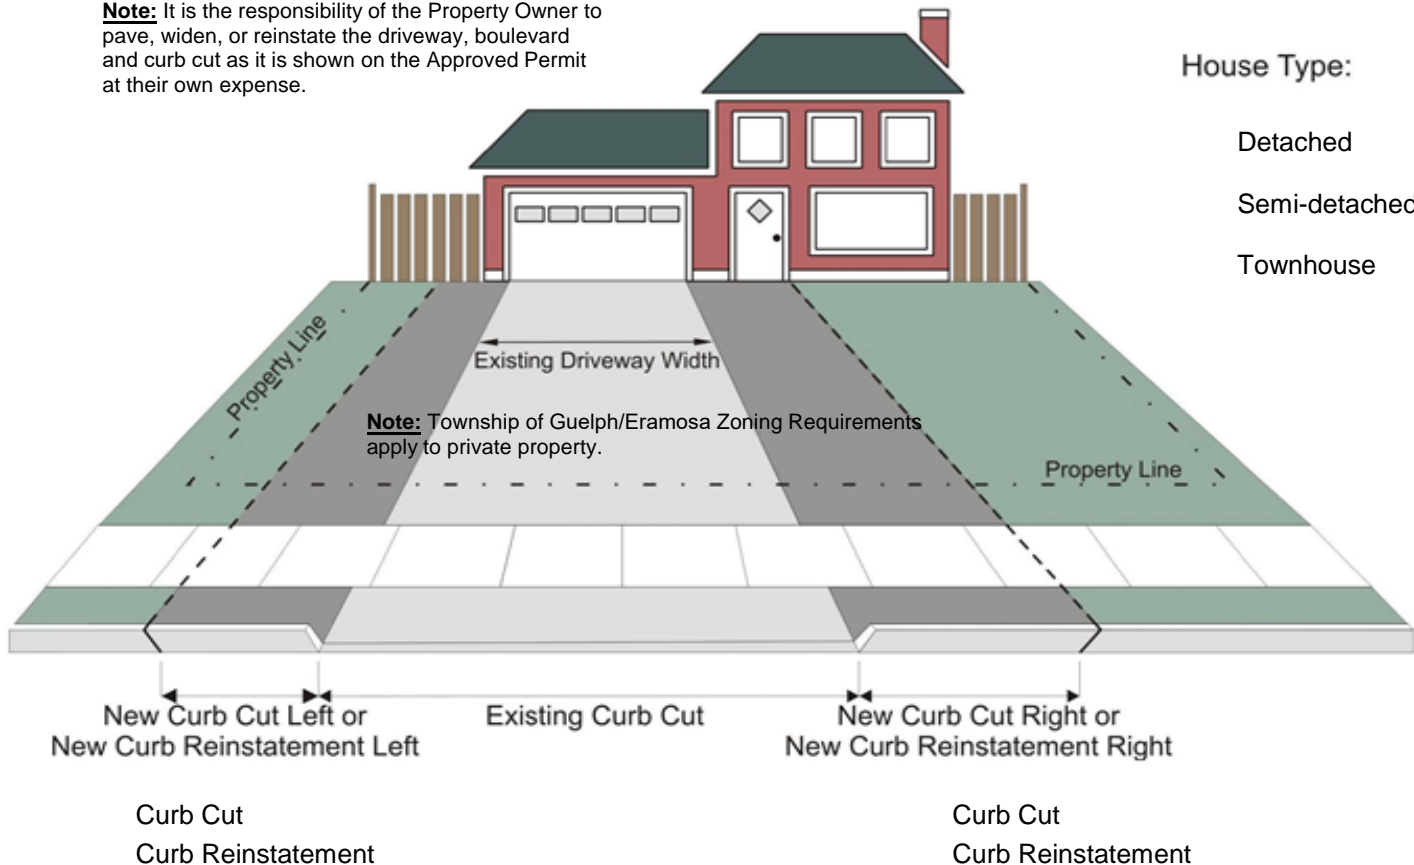 Note: It is the responsibility of the Property Owner to
pave, widen, or reinstate the driveway, boulevard
and curb cut as it is shown on the Approved Permit
at their own expense.
House Type:
Detached
Semi-detached
Townhouse
Property Line
Existing Driveway Width
Note: Township of Guelph/Eramosa Zoning Requirements
apply to private property.
Property Line
New Curb Cut Left or
New Curb Reinstatement Left
Existing Curb Cut
New Curb Cut Right or
New Curb Reinstatement Right
Curb Cut
Curb Reinstatement
Curb Cut
Curb Reinstatement